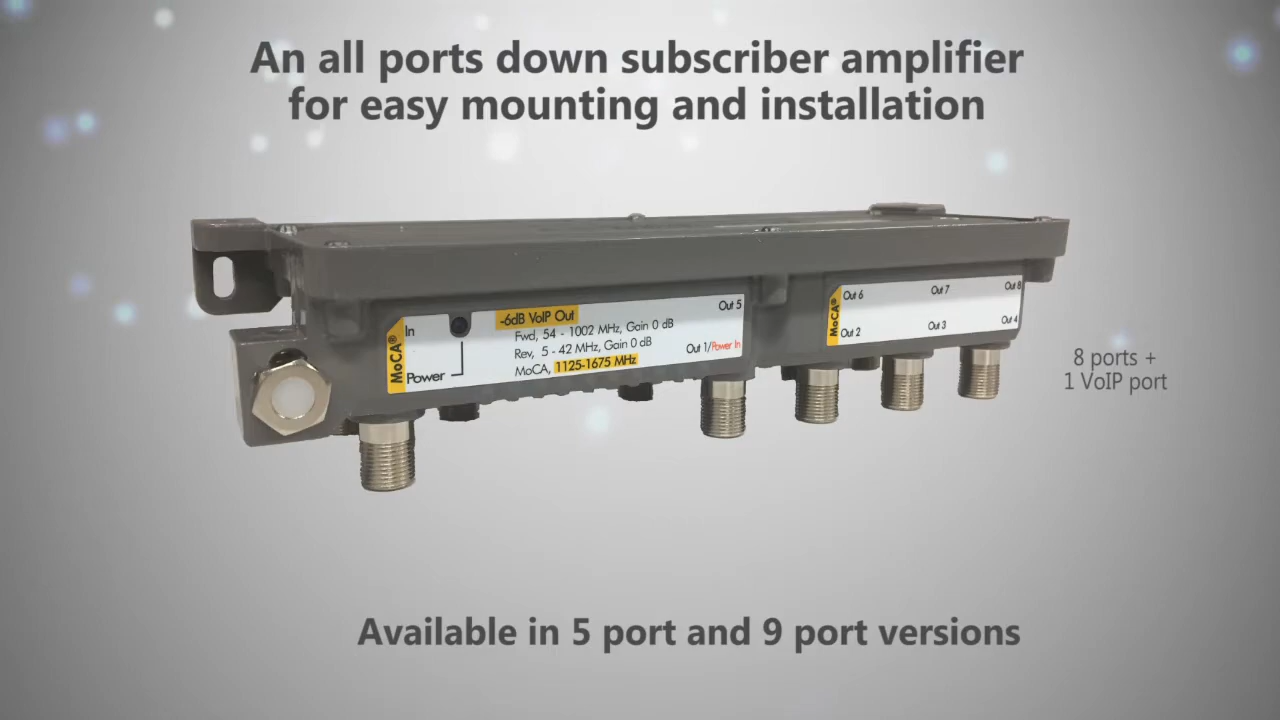 An all ports down subscriber amplifier
for easy mounting and installation
MoCA®
In
Power
-6dB VoIP Out
Fwd, 54 - 1002 MHz, Gain 0 dB
Rev, 5 - 42 MHz, Gain 0 dB
MoCA, 1125-1675 MHz
Out 5
Out 1/Power In
MoCA®
Out 6
Out 7
Out 8
Out 2
Out 3
Out 4
8 ports +
1 VoIP port
Available in 5 port and 9 port versions